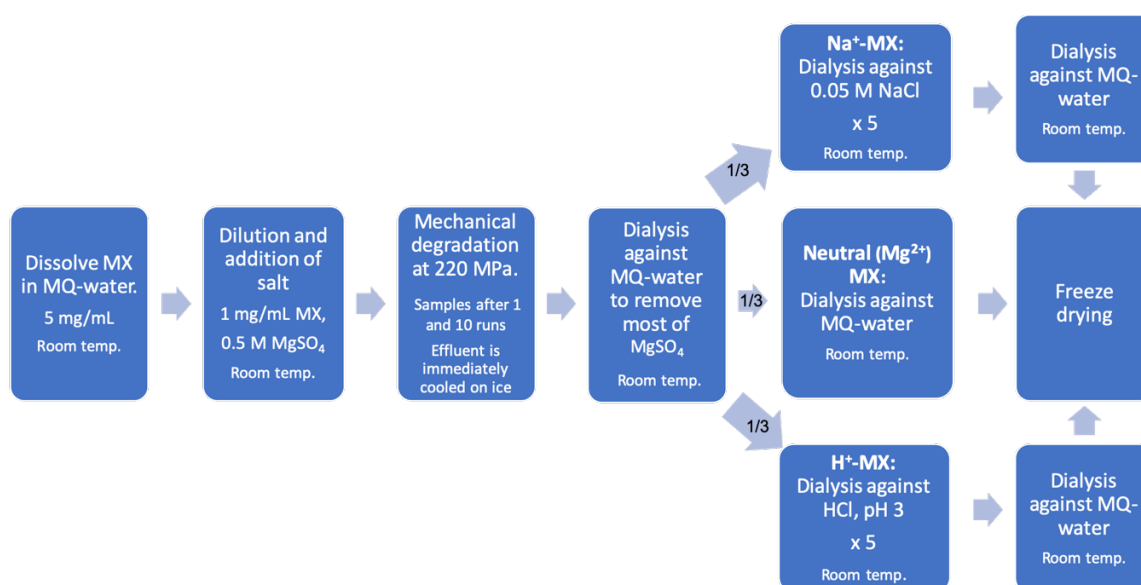 Dissolve MX
in MQ-water.
5 mg/mL
Room temp.
Dilution and
addition of
salt
1 mg/mL MX,
0.5 M MgSO₄
Room temp.
Mechanical
degradation
at 220 MPa.
Samples after 1
and 10 runs
Effluent is
immediately
cooled on ice
Dialysis
against
MQ-water
to remove
most of
MgSO₄
Room temp.
1/3
Na⁺-MX:
Dialysis against
0.05 M NaCl
x 5
Room temp.
Dialysis
against MQ-
water
Room temp.
1/3
Neutral (Mg²⁺)
MX:
Dialysis against
MQ-water
Room temp.
Freeze
drying
1/3
H⁺-MX:
Dialysis against
HCl, pH 3
x 5
Room temp.
Dialysis
against MQ-
water
Room temp.